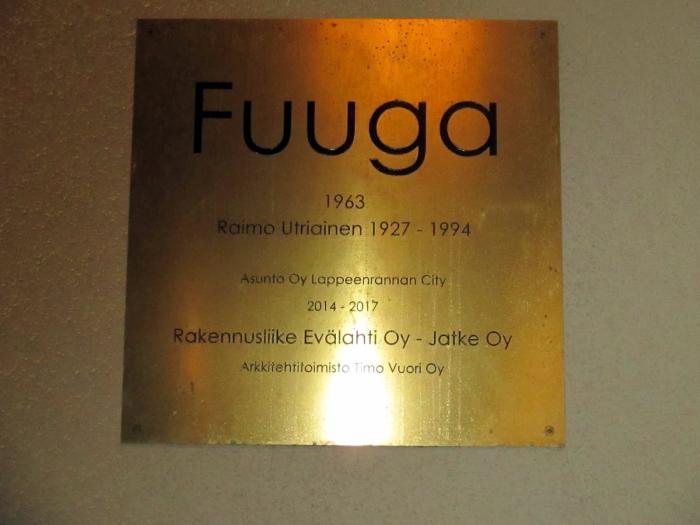 Fuuga
1963
Raimo Utriainen 1927 - 1994
Asunto Oy Lappeenrannan City
2014 - 2017
Rakennusliike Evälahti Oy - Jatke Oy
Arkkitehtitoimisto Timo Vuori Oy